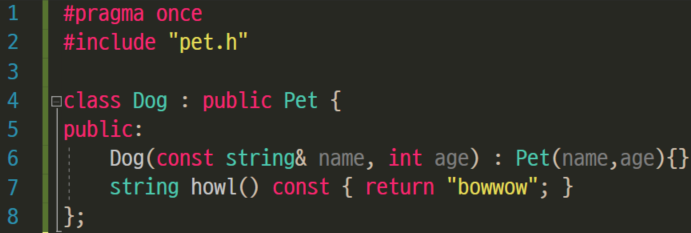 1 #pragma once
2 #include "pet.h"
3
4 class Dog : public Pet {
5 public:
6     Dog(const string& name, int age) : Pet(name,age){}
7     string howl() const { return "bowwow"; }
8 };